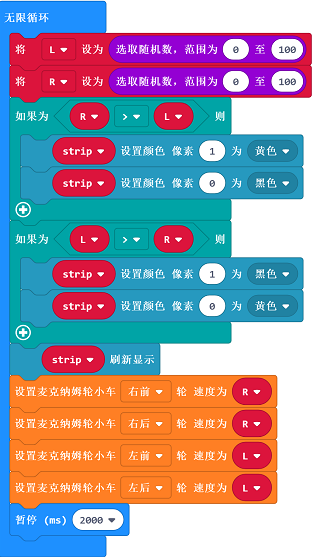 无限循环
将 L 设为 选取随机数，范围为 0 至 100
将 R 设为 选取随机数，范围为 0 至 100
如果为 R > L 则
strip 设置颜色 像素 1 为 黄色
strip 设置颜色 像素 0 为 黑色
如果为 L > R 则
strip 设置颜色 像素 1 为 黑色
strip 设置颜色 像素 0 为 黄色
strip 刷新显示
设置麦克纳姆轮小车 右前 轮 速度为 R
设置麦克纳姆轮小车 右后 轮 速度为 R
设置麦克纳姆轮小车 左前 轮 速度为 L
设置麦克纳姆轮小车 左后 轮 速度为 L
暂停 (ms) 2000